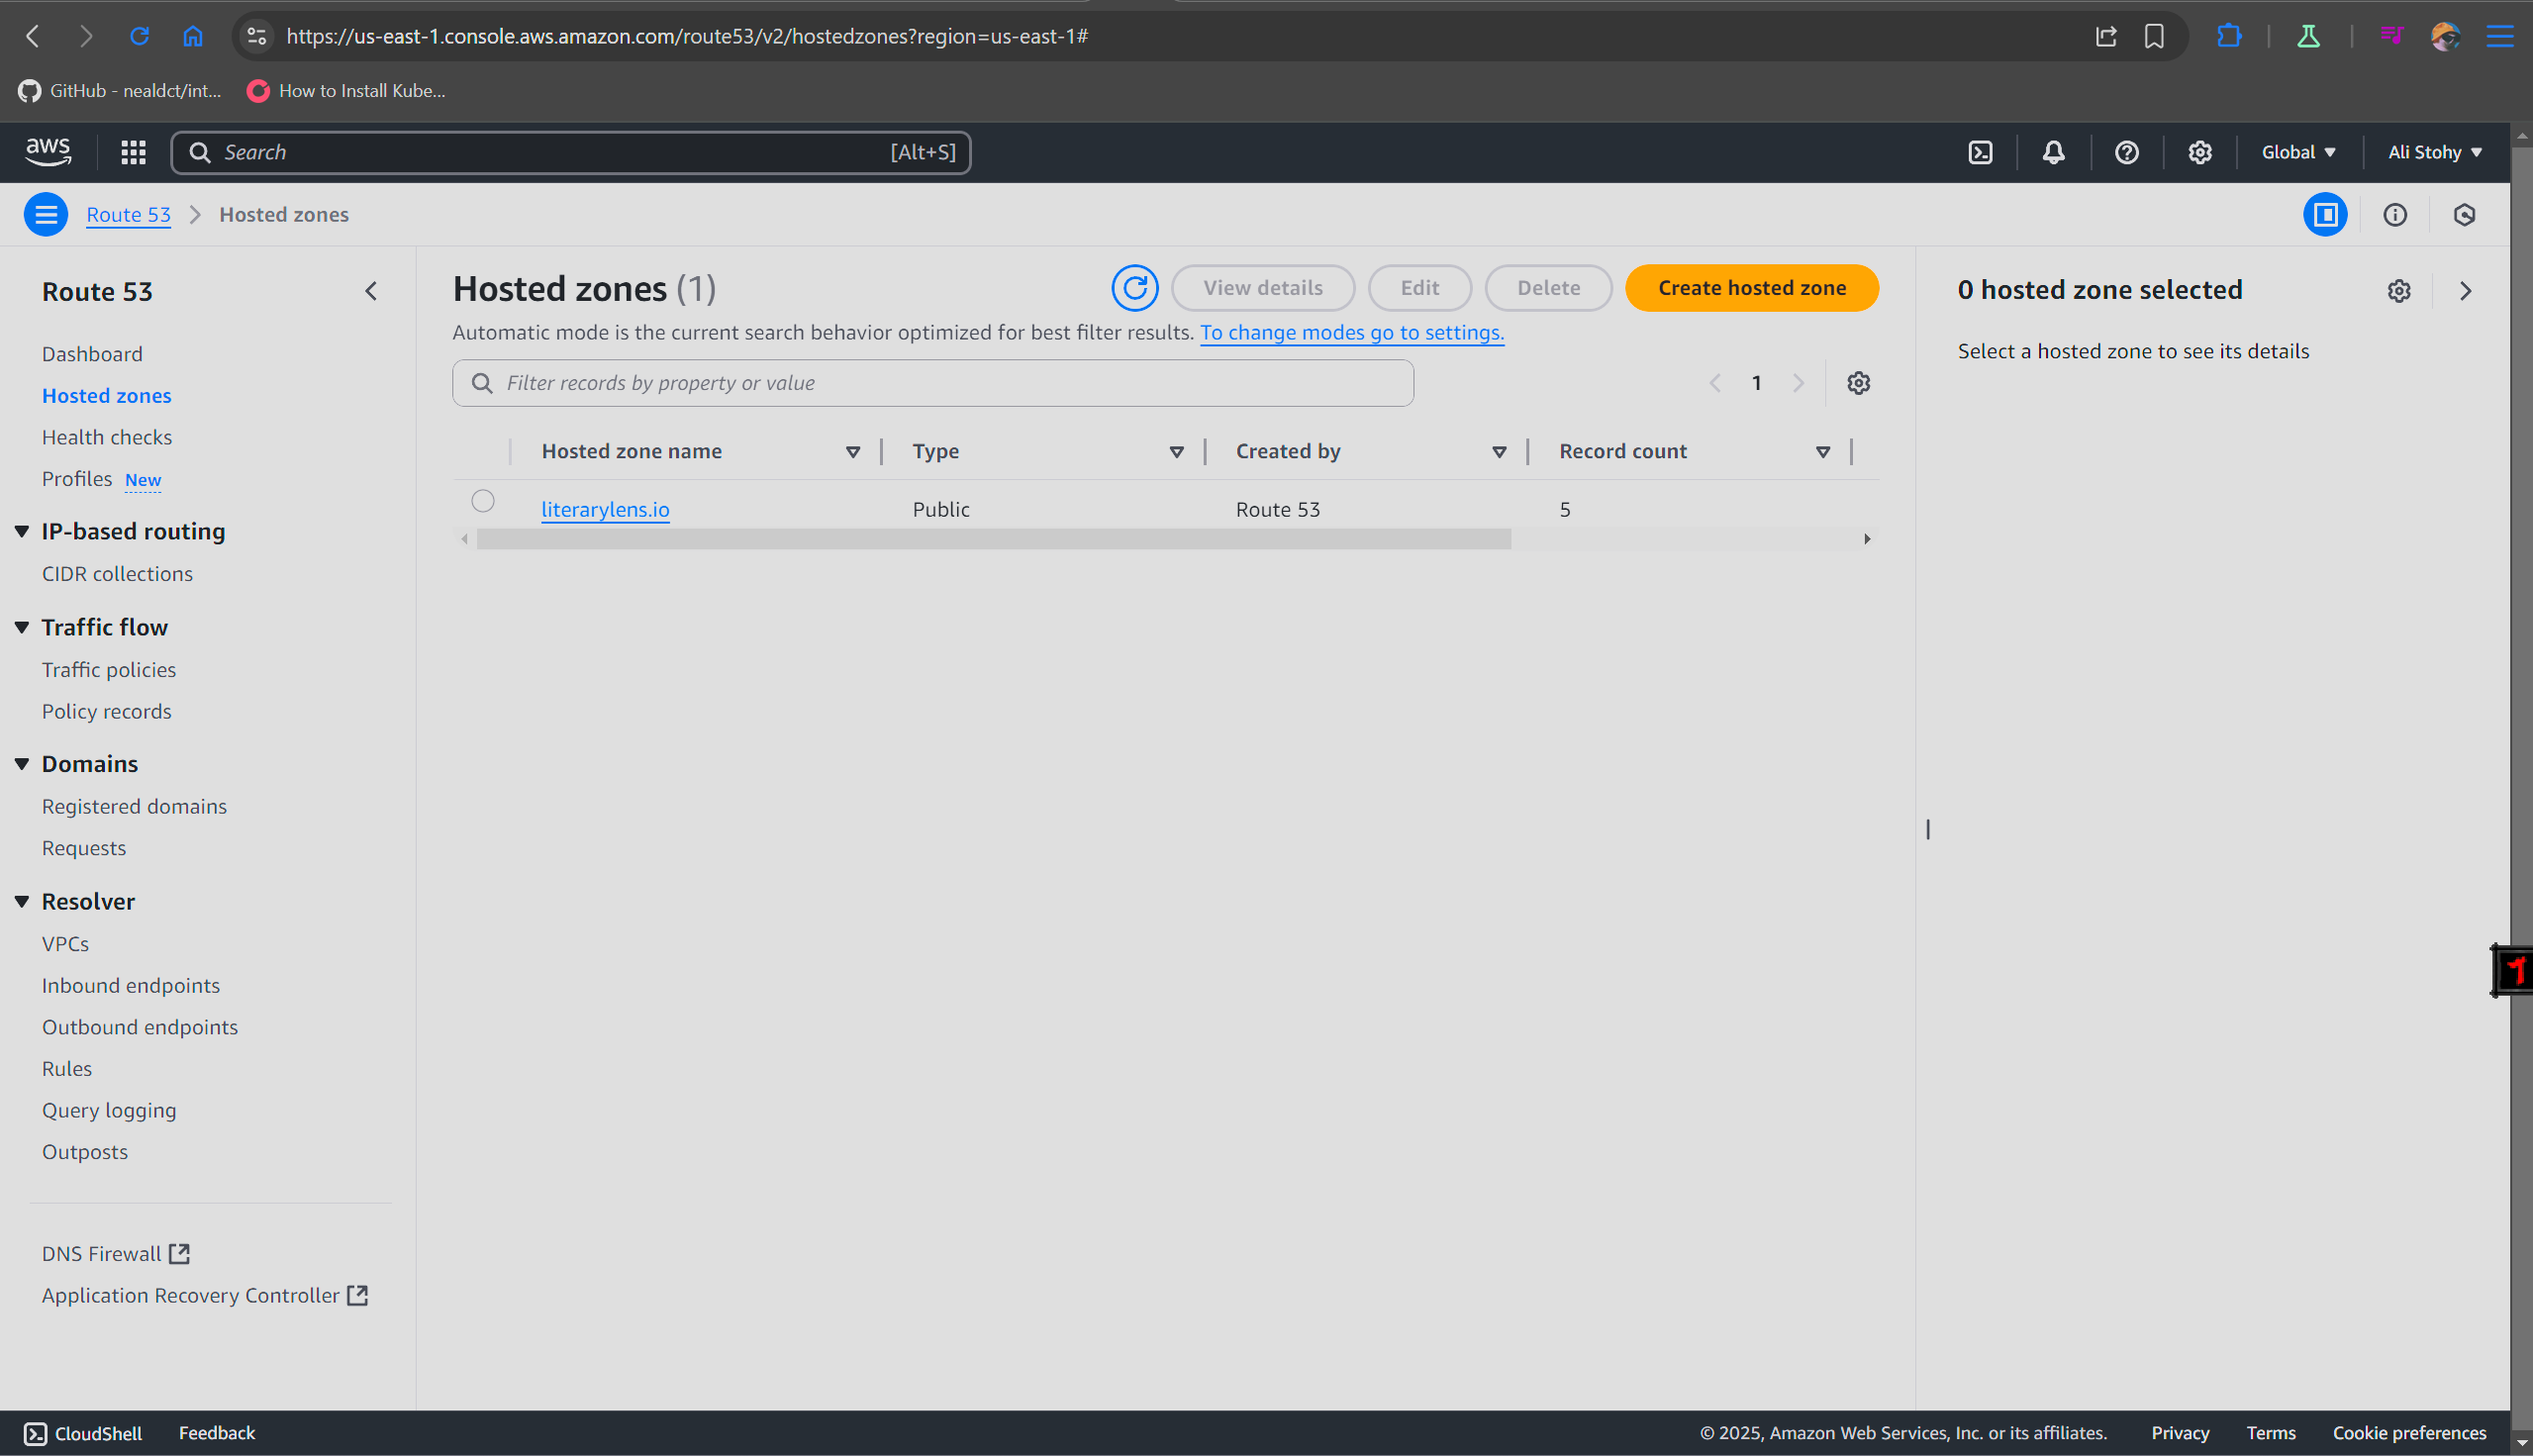 https://us-east-1.console.aws.amazon.com/route53/v2/hostedzones?region=us-east-1#
GitHub - nealdct/int...
How to Install Kube...
aws
Search
[Alt+S]
Global
Ali Stohy
Route 53
Hosted zones
Route 53
Dashboard
Hosted zones
Health checks
Profiles New
IP-based routing
CIDR collections
Traffic flow
Traffic policies
Policy records
Domains
Registered domains
Requests
Resolver
VPCs
Inbound endpoints
Outbound endpoints
Rules
Query logging
Outposts
DNS Firewall
Application Recovery Controller
Hosted zones (1)
View details
Edit
Delete
Create hosted zone
Automatic mode is the current search behavior optimized for best filter results. To change modes go to settings.
Filter records by property or value
1
Hosted zone name Type Created by Record count
literarylens.io Public Route 53 5
0 hosted zone selected
Select a hosted zone to see its details
CloudShell
Feedback
© 2025, Amazon Web Services, Inc. or its affiliates.
Privacy
Terms
Cookie preferences